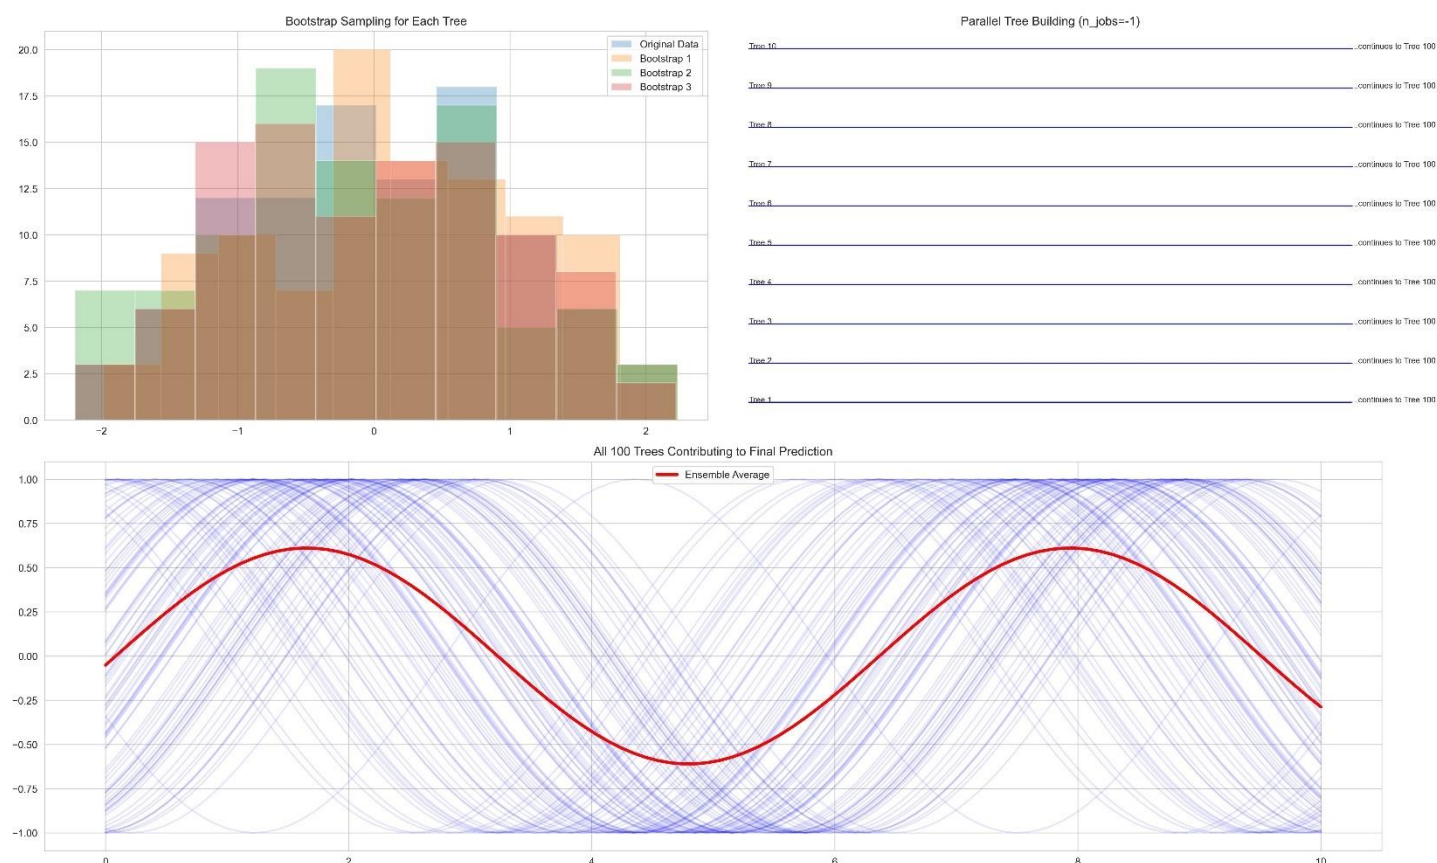 Bootstrap Sampling for Each Tree
Original Data
Bootstrap 1
Bootstrap 2
Bootstrap 3
20.0
17.5
15.0
12.5
10.0
7.5
5.0
2.5
0.0
−2
−1
0
1
2
Parallel Tree Building (n_jobs=-1)
Tree 10 ...continues to Tree 100
Tree 9 ...continues to Tree 100
Tree 8 ...continues to Tree 100
Tree 7 ...continues to Tree 100
Tree 6 ...continues to Tree 100
Tree 5 ...continues to Tree 100
Tree 4 ...continues to Tree 100
Tree 3 ...continues to Tree 100
Tree 2 ...continues to Tree 100
Tree 1 ...continues to Tree 100
All 100 Trees Contributing to Final Prediction
Ensemble Average
1.00
0.75
0.50
0.25
0.00
−0.25
−0.50
−0.75
−1.00
0
2
4
6
8
10